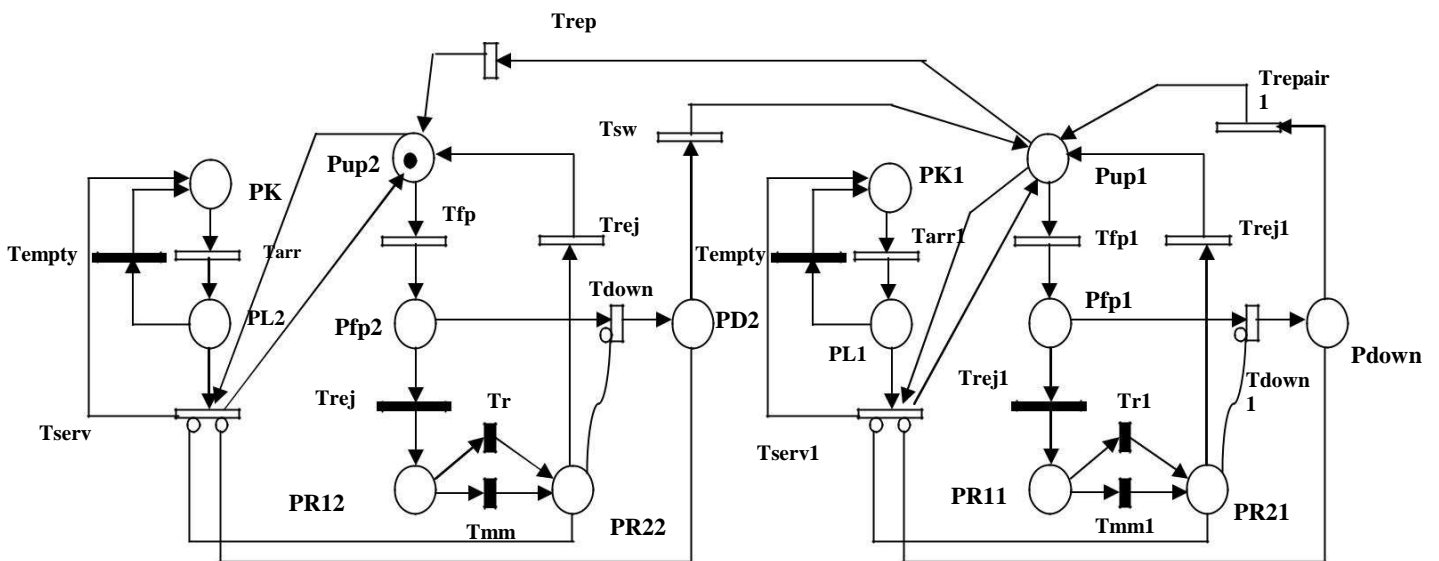 Trep
Trepair
1
Tsw
Pup2
PK
PK1
Pup1
Tfp
Trej
Tempty
Tarr
Tarr1
Tempty
Tfp1
Trej1
Tdown
PL2
Pfp2
PD2
PL1
Pfp1
Pdown
Trej
Tr
Trej1
Tr1
Tdown
1
Tserv
Tserv1
PR12
Tmm
PR22
PR11
Tmm1
PR21